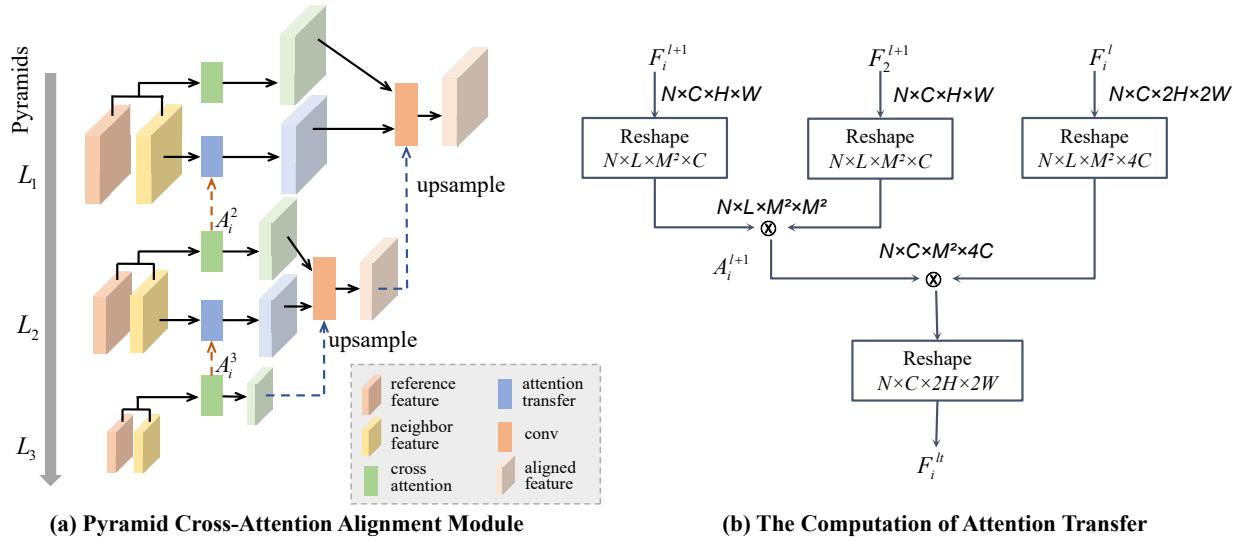 Pyramids
L₁
L₂
L₃
A_i^2
A_i^3
upsample
upsample
reference
feature
neighbor
feature
cross
attention
attention
transfer
conv
aligned
feature
(a) Pyramid Cross-Attention Alignment Module
F_i^{l+1}
F_2^{l+1}
F_i^l
N×C×H×W
N×C×H×W
N×C×2H×2W
Reshape
N×L×M²×C
Reshape
N×L×M²×C
Reshape
N×L×M²×4C
N×L×M²×M²
⊗
A_i^{l+1}
N×C×M²×4C
⊗
Reshape
N×C×2H×2W
F_i^{lt}
(b) The Computation of Attention Transfer